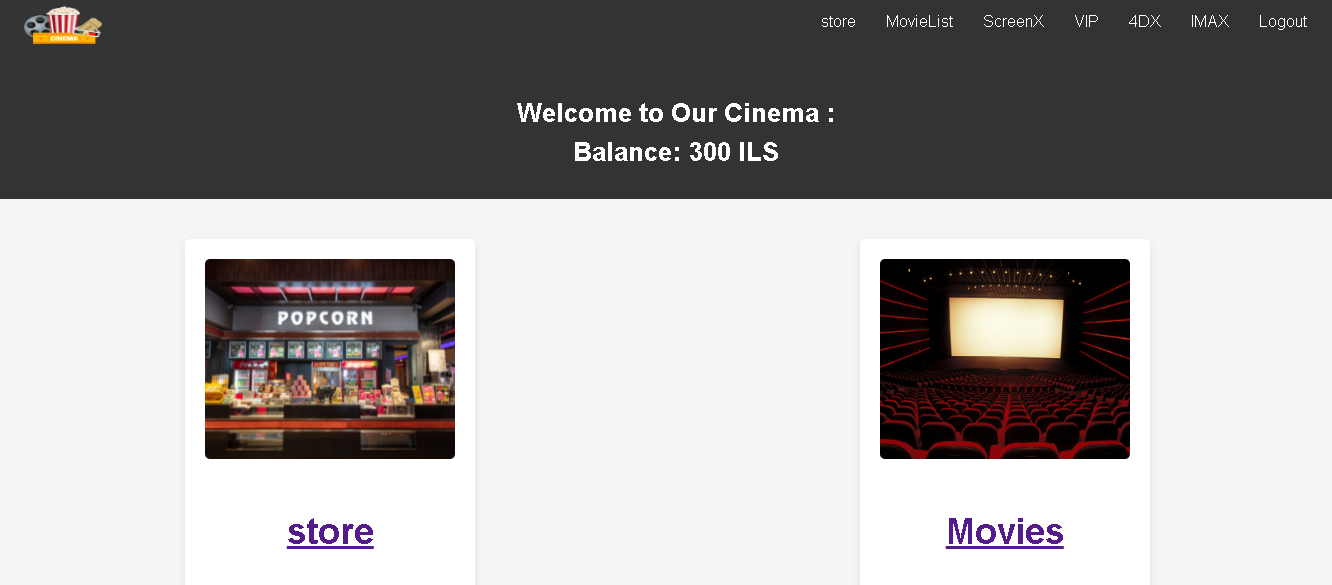 CINEMA
store MovieList ScreenX VIP 4DX IMAX Logout
Welcome to Our Cinema :
Balance: 300 ILS
POPCORN
store
Movies